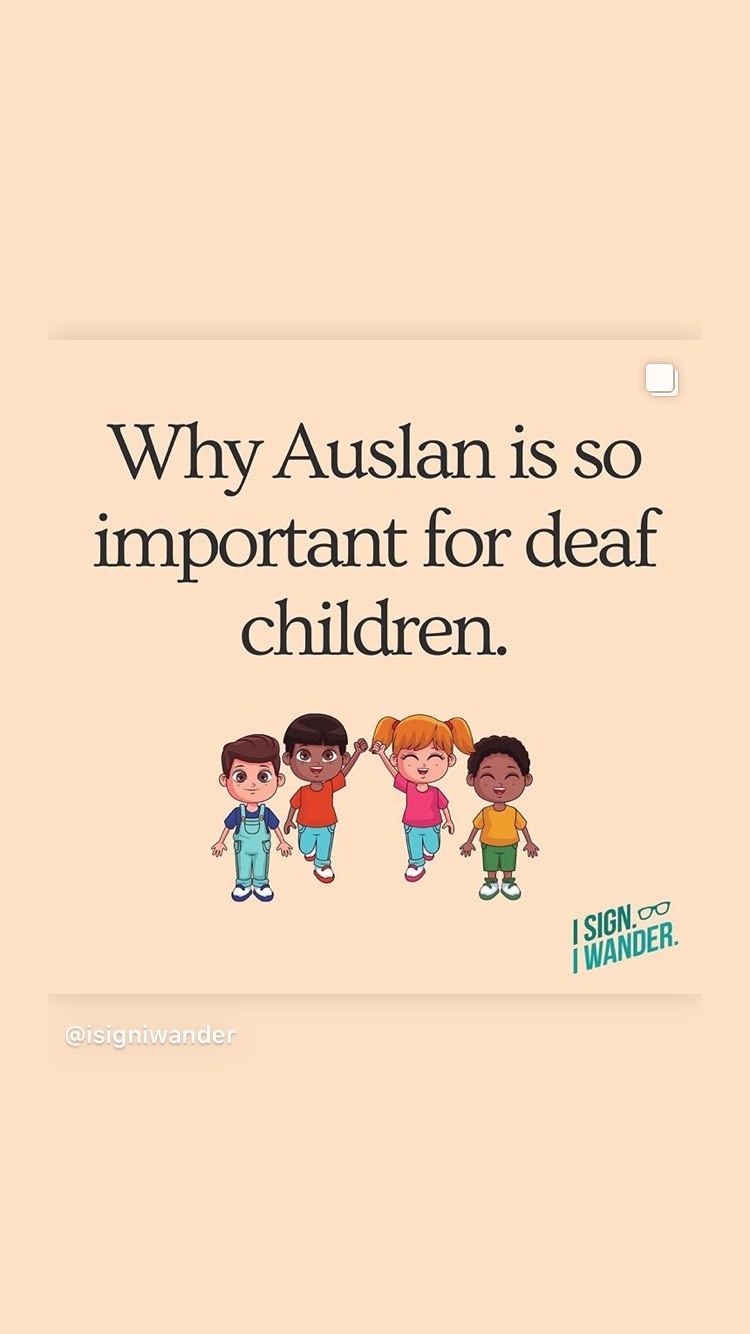 Why Auslan is so
important for deaf
children.
I SIGN.
I WANDER.
@isigniwander